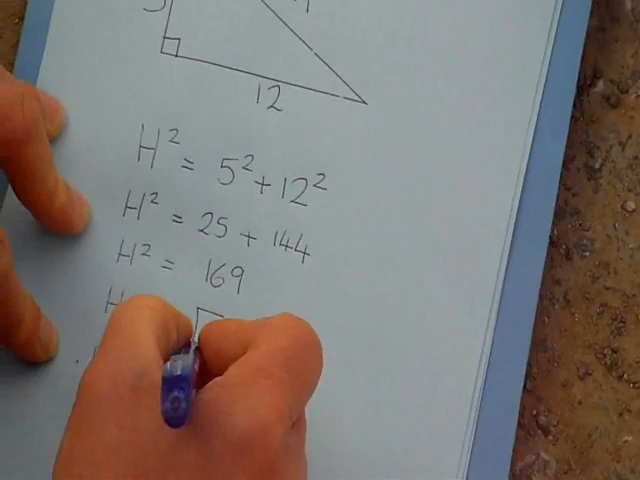 5
12
H² = 5² + 12²
H² = 25 + 144
H² = 169
H